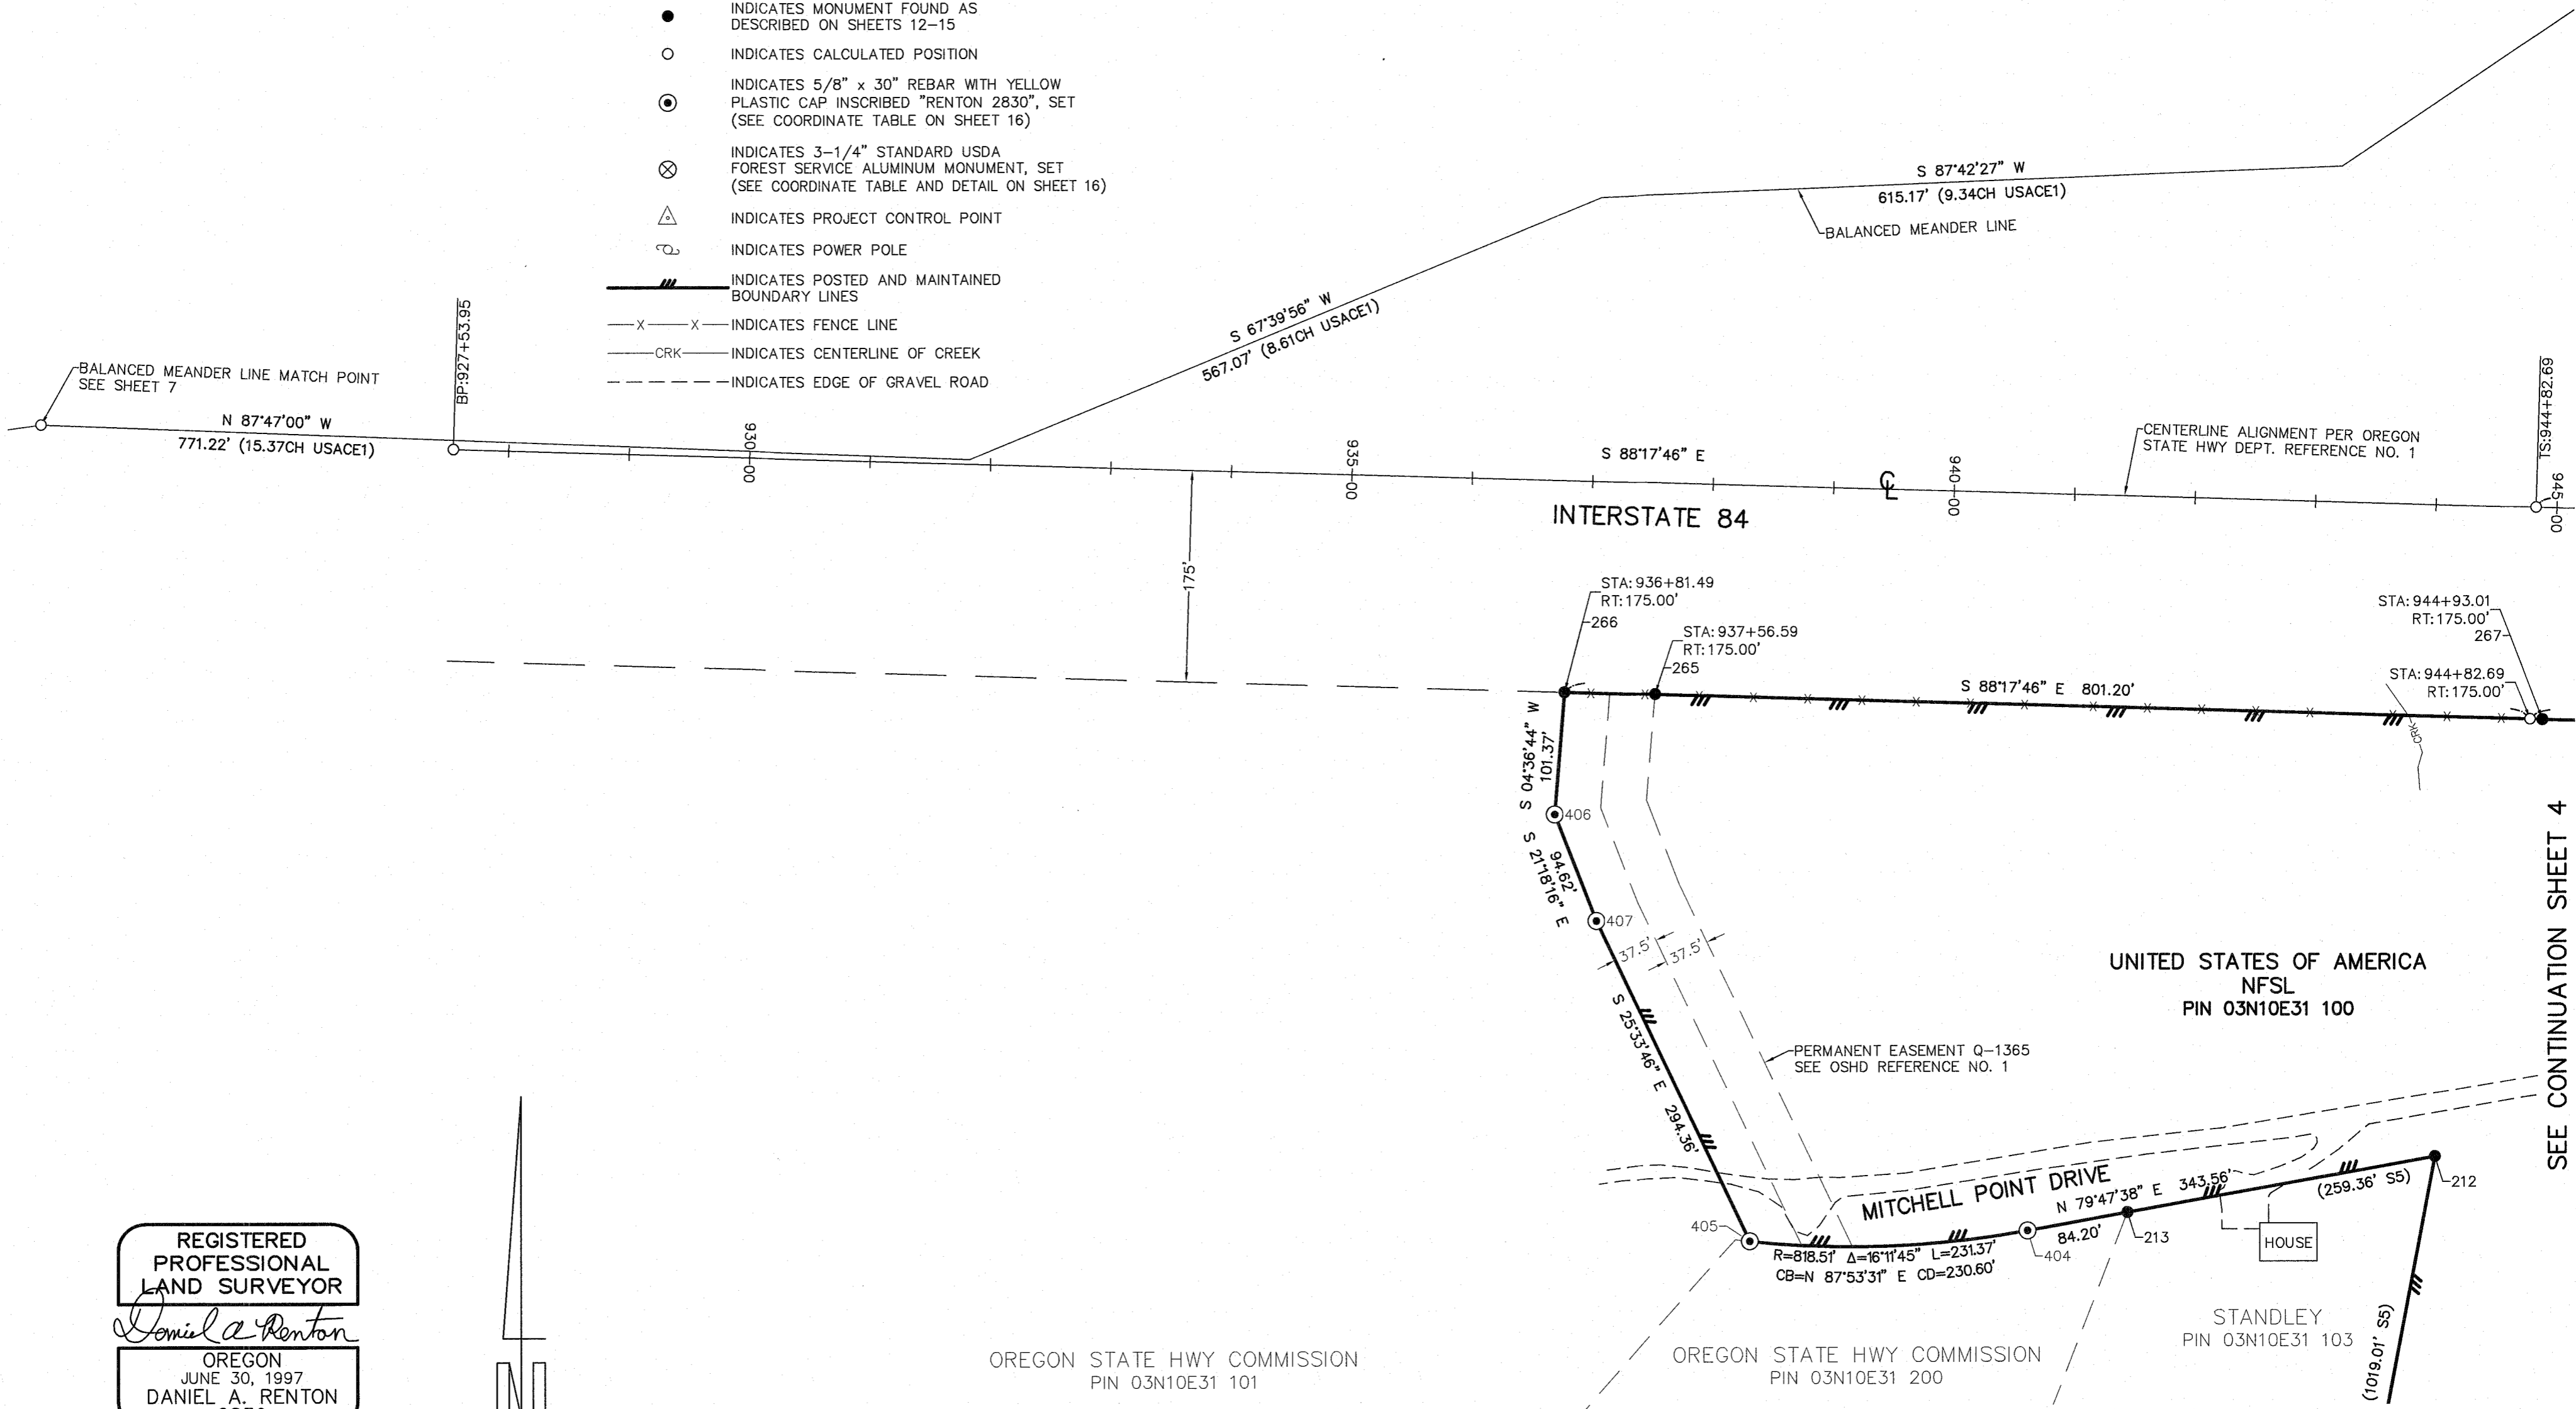 INDICATES MONUMENT FOUND AS
DESCRIBED ON SHEETS 12-15
INDICATES CALCULATED POSITION
INDICATES 5/8" x 30" REBAR WITH YELLOW
PLASTIC CAP INSCRIBED "RENTON 2830", SET
(SEE COORDINATE TABLE ON SHEET 16)
INDICATES 3-1/4" STANDARD USDA
FOREST SERVICE ALUMINUM MONUMENT, SET
(SEE COORDINATE TABLE AND DETAIL ON SHEET 16)
INDICATES PROJECT CONTROL POINT
INDICATES POWER POLE
INDICATES POSTED AND MAINTAINED
BOUNDARY LINES
X X INDICATES FENCE LINE
CRK INDICATES CENTERLINE OF CREEK
INDICATES EDGE OF GRAVEL ROAD
S 87°42'27" W
615.17' (9.34CH USACE1)
BALANCED MEANDER LINE
S 67°39'56" W
567.07' (8.61CH USACE1)
BALANCED MEANDER LINE MATCH POINT
SEE SHEET 7
N 87°47'00" W
771.22' (15.37CH USACE1)
BP:927+53.95
930+00
935+00
S 88°17'46" E
CL
940+00
CENTERLINE ALIGNMENT PER OREGON
STATE HWY DEPT. REFERENCE NO. 1
TS:944+82.69
945+00
INTERSTATE 84
175'
STA: 936+81.49
RT: 175.00'
266
STA: 937+56.59
RT: 175.00'
265
STA: 944+93.01
RT: 175.00'
267
STA: 944+82.69
RT: 175.00'
S 88°17'46" E 801.20'
CRK
S 04°36'44" W
101.37'
406
94.62'
S 21°18'16" E
407
37.5'
37.5'
S 25°33'46" E 294.36'
PERMANENT EASEMENT Q-1365
SEE OSHD REFERENCE NO. 1
UNITED STATES OF AMERICA
NFSL
PIN 03N10E31 100
SEE CONTINUATION SHEET 4
MITCHELL POINT DRIVE
N 79°47'38" E 343.56'
(259.36' S5)
212
84.20'
213
404
405
R=818.51' Δ=16°11'45" L=231.37'
CB=N 87°53'31" E CD=230.60'
HOUSE
STANDLEY
PIN 03N10E31 103
(1019.01' S5)
OREGON STATE HWY COMMISSION
PIN 03N10E31 101
OREGON STATE HWY COMMISSION
PIN 03N10E31 200
N
REGISTERED
PROFESSIONAL
LAND SURVEYOR
Daniel A Renton
OREGON
JUNE 30, 1997
DANIEL A. RENTON